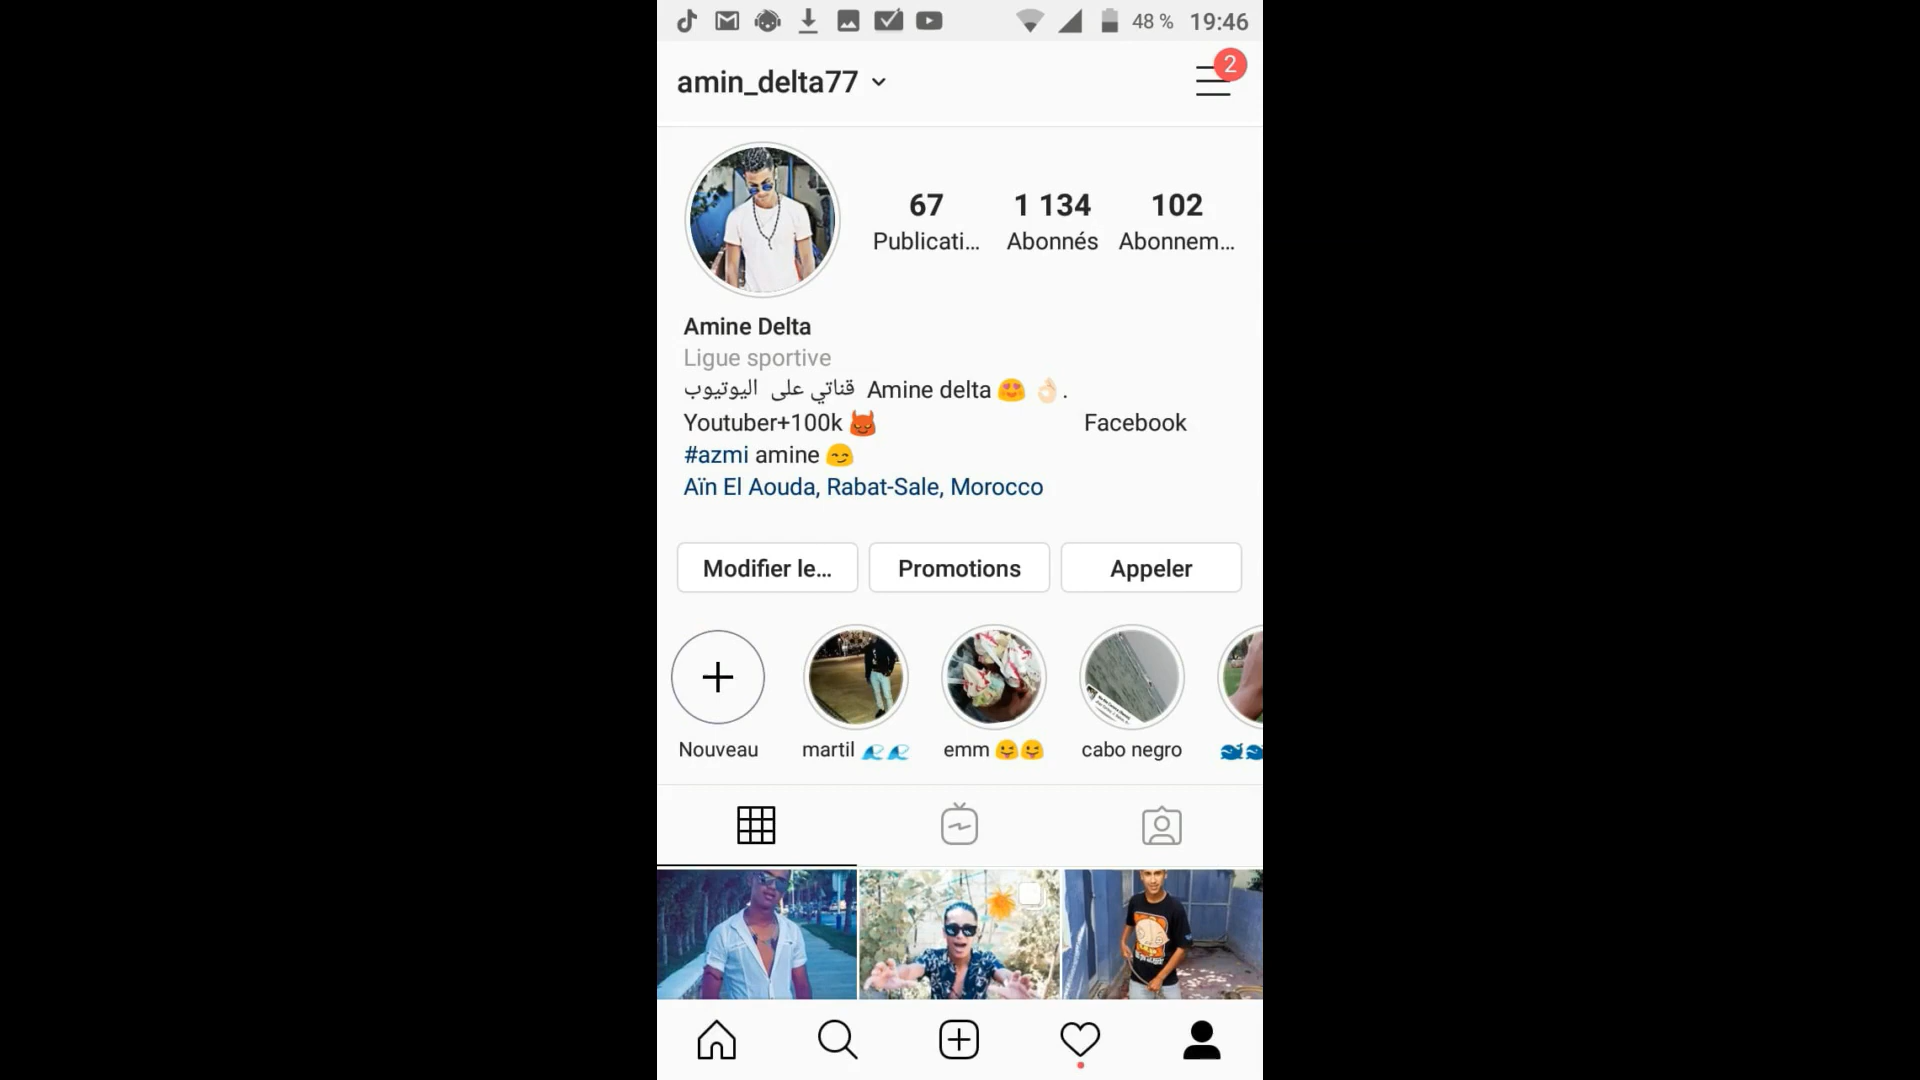 48 % 19:46
amin_delta77
2
67 1 134 102
Publicati... Abonnés Abonnem...
Amine Delta
Ligue sportive
قناتي على اليوتيوب Amine delta 😍 👌🏻.
Youtuber+100k 👿 Facebook
#azmi amine 😏
Aïn El Aouda, Rabat-Sale, Morocco
Modifier le... Promotions Appeler
Nouveau martil 🌊🌊 emm 😜😜 cabo negro 🐳🐳